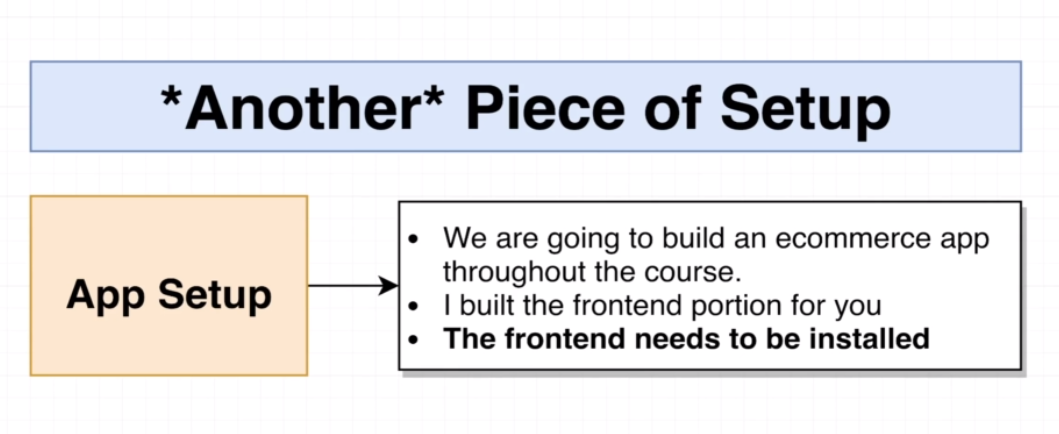 *Another* Piece of Setup
App Setup
• We are going to build an ecommerce app
throughout the course.
• I built the frontend portion for you
• The frontend needs to be installed